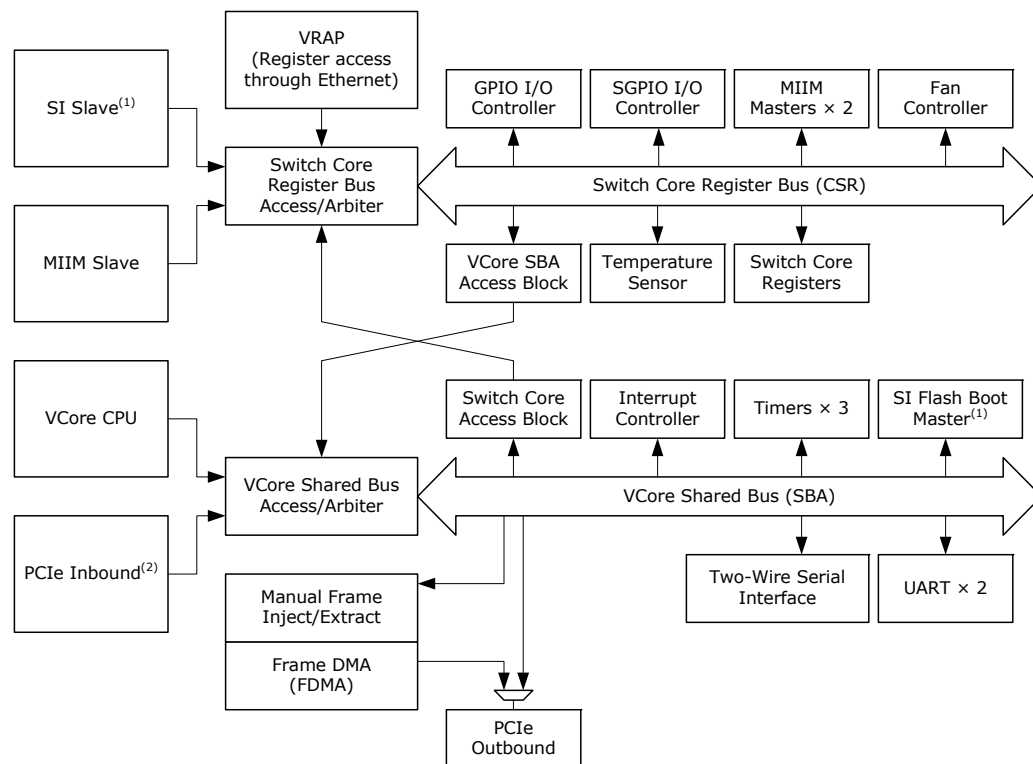 VRAP
(Register access
through Ethernet)
SI Slave(1)
GPIO I/O
Controller
SGPIO I/O
Controller
MIIM
Masters × 2
Fan
Controller
Switch Core
Register Bus
Access/Arbiter
Switch Core Register Bus (CSR)
MIIM Slave
VCore SBA
Access Block
Temperature
Sensor
Switch Core
Registers
VCore CPU
Switch Core
Access Block
Interrupt
Controller
Timers × 3
SI Flash Boot
Master(1)
VCore Shared Bus
Access/Arbiter
VCore Shared Bus (SBA)
PCIe Inbound(2)
Manual Frame
Inject/Extract
Two-Wire Serial
Interface
UART × 2
Frame DMA
(FDMA)
PCIe
Outbound